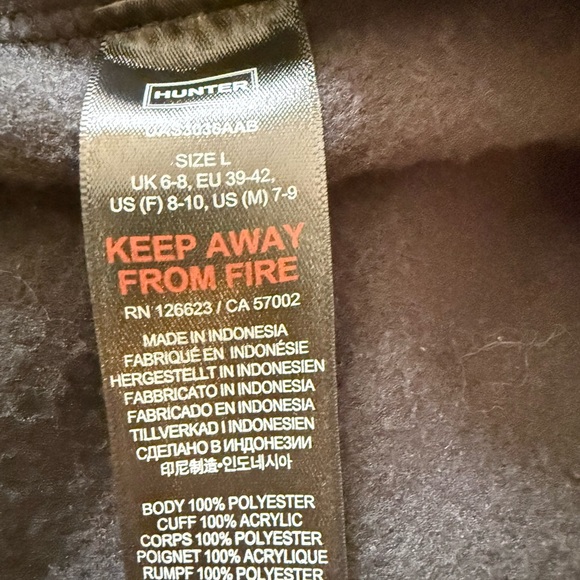 HUNTER
UAS3036AAB
SIZE L
UK 6-8, EU 39-42,
US (F) 8-10, US (M) 7-9
KEEP AWAY
FROM FIRE
RN 126623 / CA 57002
MADE IN INDONESIA
FABRIQUÉ EN INDONÉSIE
HERGESTELLT IN INDONESIEN
FABBRICATO IN INDONESIA
FABRICADO EN INDONESIA
TILLVERKAD I INDONESIEN
СДЕЛАНО В ИНДОНЕЗИИ
印尼制造•인도네시아
BODY 100% POLYESTER
CUFF 100% ACRYLIC
CORPS 100% POLYESTER
POIGNET 100% ACRYLIQUE
RUMPF 100% POLYESTER